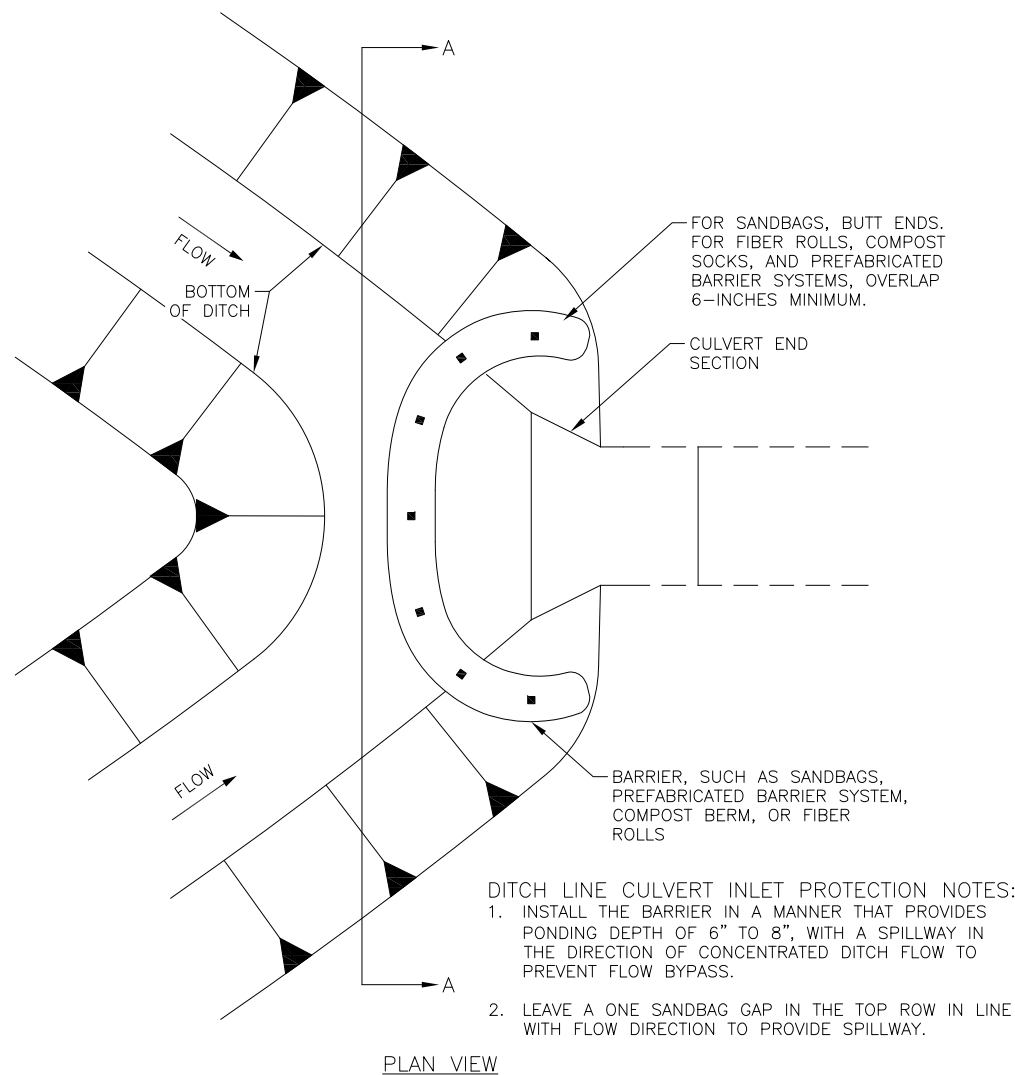 A
FOR SANDBAGS, BUTT ENDS.
FOR FIBER ROLLS, COMPOST
SOCKS, AND PREFABRICATED
BARRIER SYSTEMS, OVERLAP
6-INCHES MINIMUM.
FLOW
BOTTOM
OF DITCH
CULVERT END
SECTION
FLOW
BARRIER, SUCH AS SANDBAGS,
PREFABRICATED BARRIER SYSTEM,
COMPOST BERM, OR FIBER
ROLLS
DITCH LINE CULVERT INLET PROTECTION NOTES:
1. INSTALL THE BARRIER IN A MANNER THAT PROVIDES
PONDING DEPTH OF 6" TO 8", WITH A SPILLWAY IN
THE DIRECTION OF CONCENTRATED DITCH FLOW TO
PREVENT FLOW BYPASS.
A
2. LEAVE A ONE SANDBAG GAP IN THE TOP ROW IN LINE
WITH FLOW DIRECTION TO PROVIDE SPILLWAY.
PLAN VIEW